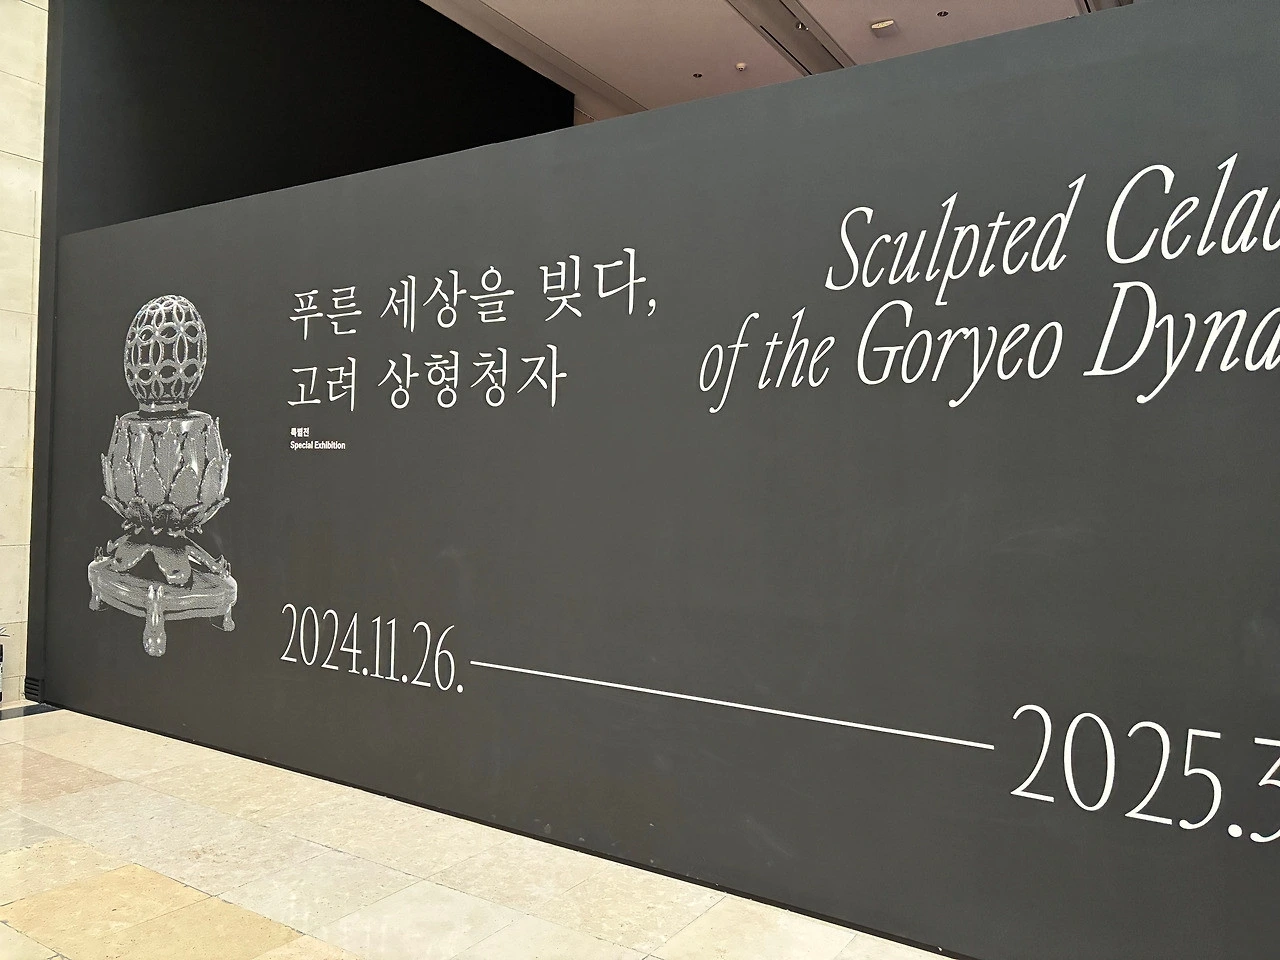 푸른 세상을 빚다,
고려 상형청자
특별전
Special Exhibition
Sculpted Celad
of the Goryeo Dyna
2024.11.26.
2025.3